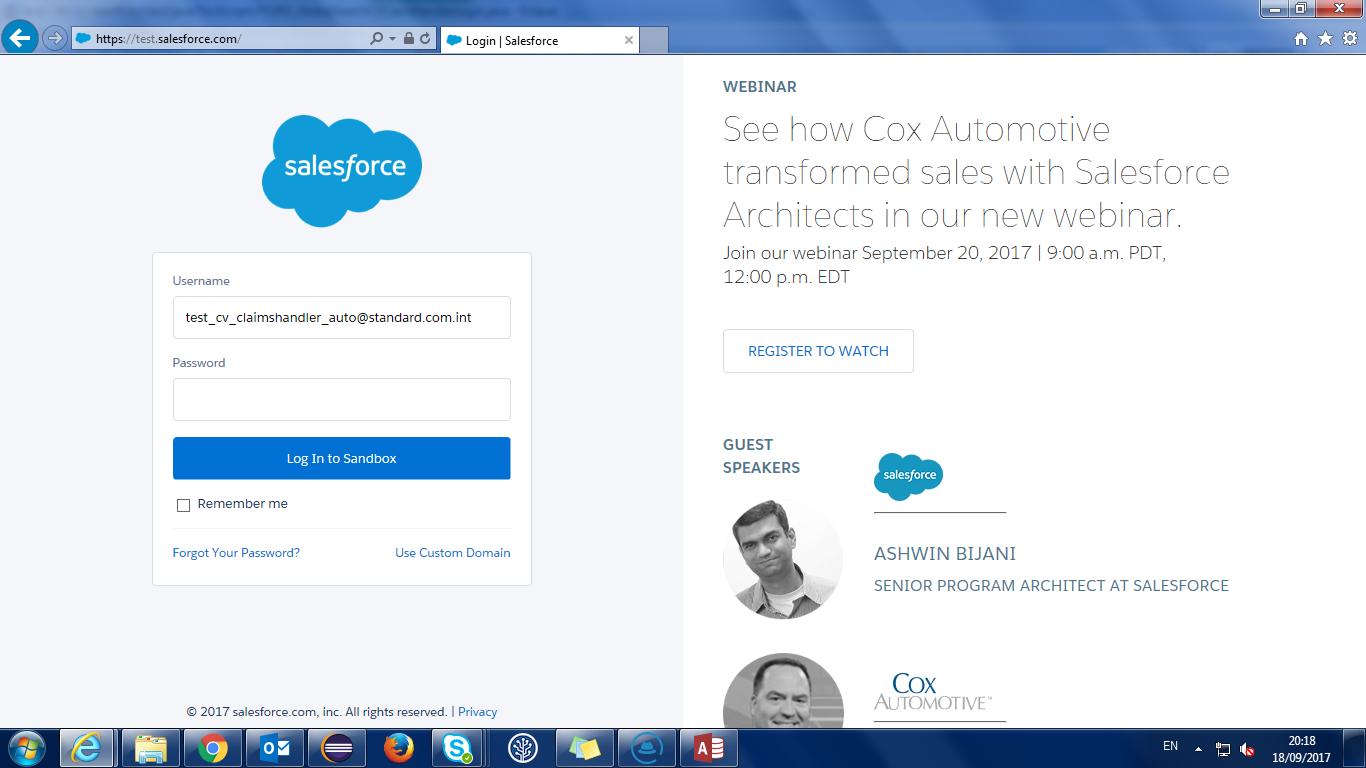 https://test.salesforce.com/
Login | Salesforce
salesforce
Username
test_cv_claimshandler_auto@standard.com.int
Password
Log In to Sandbox
Remember me
Forgot Your Password?
Use Custom Domain
© 2017 salesforce.com, inc. All rights reserved. | Privacy
WEBINAR
See how Cox Automotive
transformed sales with Salesforce
Architects in our new webinar.
Join our webinar September 20, 2017 | 9:00 a.m. PDT,
12:00 p.m. EDT
REGISTER TO WATCH
GUEST
SPEAKERS
salesforce
ASHWIN BIJANI
SENIOR PROGRAM ARCHITECT AT SALESFORCE
COX
AUTOMOTIVE™
EN
20:18
18/09/2017